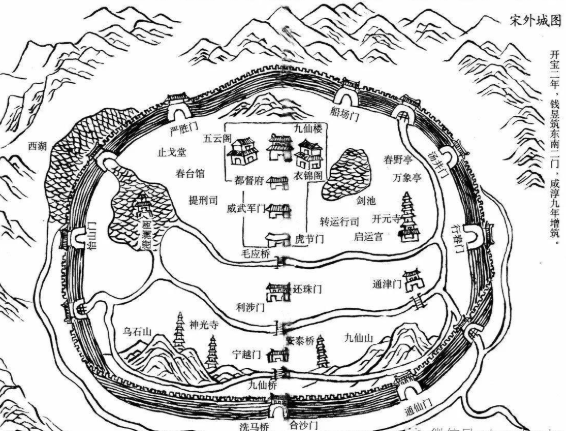 宋外城图
开宝二年，钱昱筑东南二门，咸淳九年增筑。
船场门
严胜门
五云阁
九仙楼
西湖
止戈堂
汤井门
春野亭
春台馆
衣锦阁
万象亭
都督府
剑池
提刑司
威武军门
开元寺
转运行司
怡山门
虎节门
启运宫
毛应桥
通津门
还珠门
利涉门
神光寺
乌石山
安泰桥
九仙山
宁越门
九仙桥
通仙门
洗马桥
合沙门